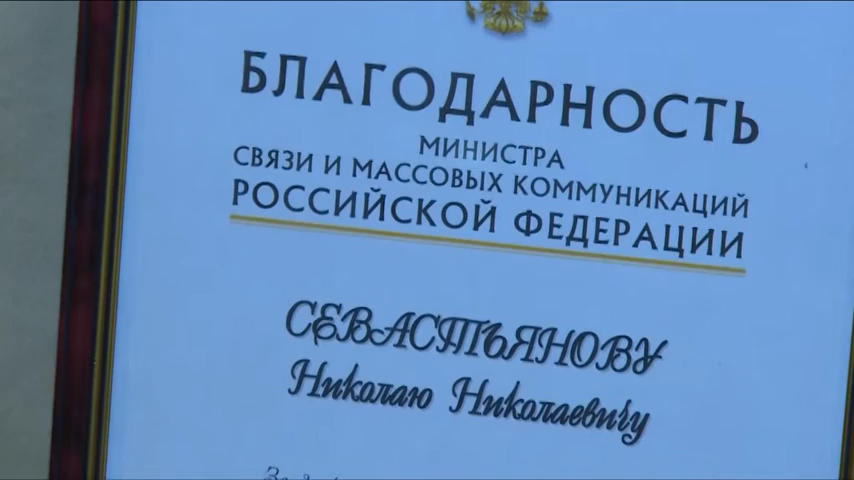 БЛАГОДАРНОСТЬ
МИНИСТРА
СВЯЗИ И МАССОВЫХ КОММУНИКАЦИЙ
РОССИЙСКОЙ ФЕДЕРАЦИИ
СЕВАСТЬЯНОВУ
Николаю Николаевичу